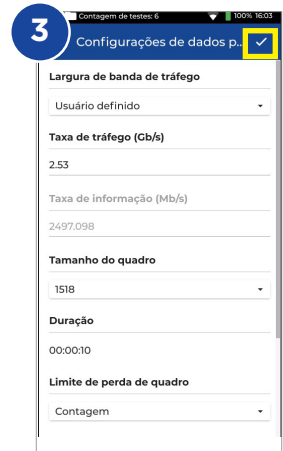 3
Contagem de testes: 6 100% 16:03
Configurações de dados p..
Largura de banda de tráfego
Usuário definido
Taxa de tráfego (Gb/s)
2.53
Taxa de informação (Mb/s)
2497.098
Tamanho do quadro
1518
Duração
00:00:10
Limite de perda de quadro
Contagem